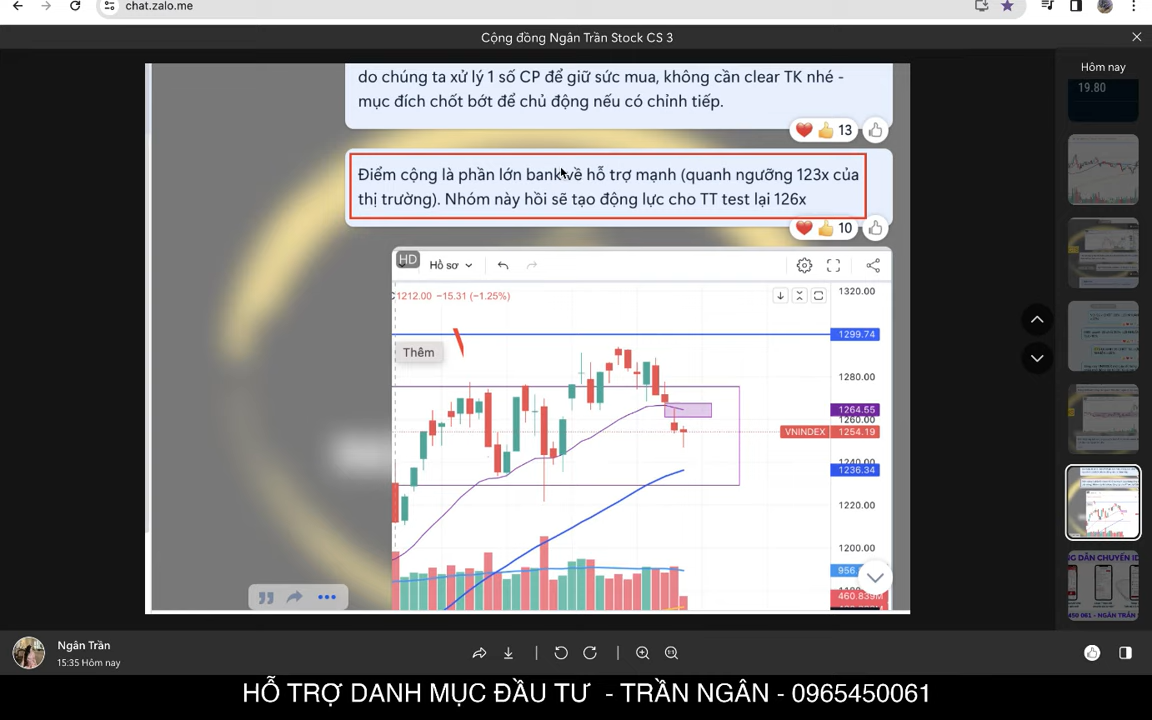 chat.zalo.me
Cộng đồng Ngân Trần Stock CS 3
Hôm nay
19.80
do chúng ta xử lý 1 số CP để giữ sức mua, không cần clear TK nhé -
mục đích chốt bớt để chủ động nếu có chỉnh tiếp.
13
Điểm cộng là phần lớn bank về hỗ trợ mạnh (quanh ngưỡng 123x của
thị trường). Nhóm này hồi sẽ tạo động lực cho TT test lại 126x
10
HD
Hồ sơ
C1212.00 −15.31 (−1.25%)
1320.00
1299.74
Thêm
1280.00
1264.55
1260.00
VNINDEX 1254.19
1240.00
1236.34
1220.00
1200.00
956
460.839M
Ngân Trần
15:35 Hôm nay
HỖ TRỢ DANH MỤC ĐẦU TƯ - TRẦN NGÂN - 0965450061